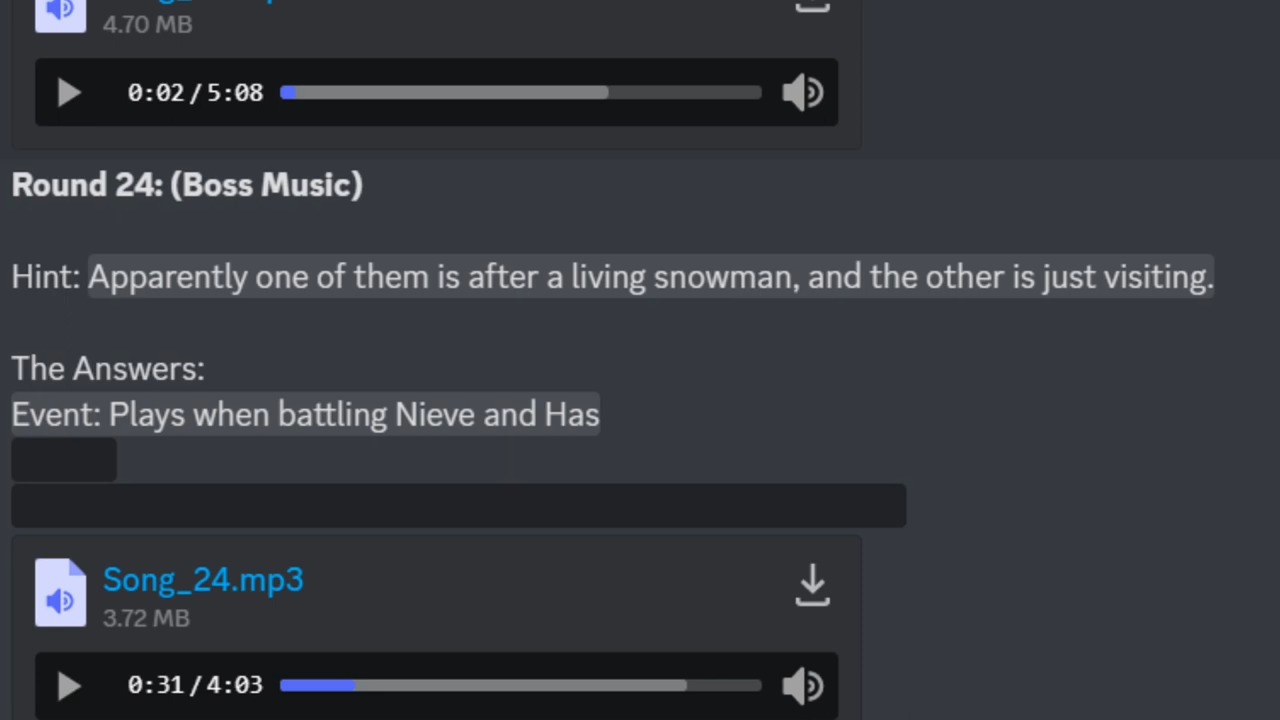 4.70 MB
0:02 / 5:08
Round 24: (Boss Music)
Hint: Apparently one of them is after a living snowman, and the other is just visiting.
The Answers:
Event: Plays when battling Nieve and Has
Song_24.mp3
3.72 MB
0:31 / 4:03